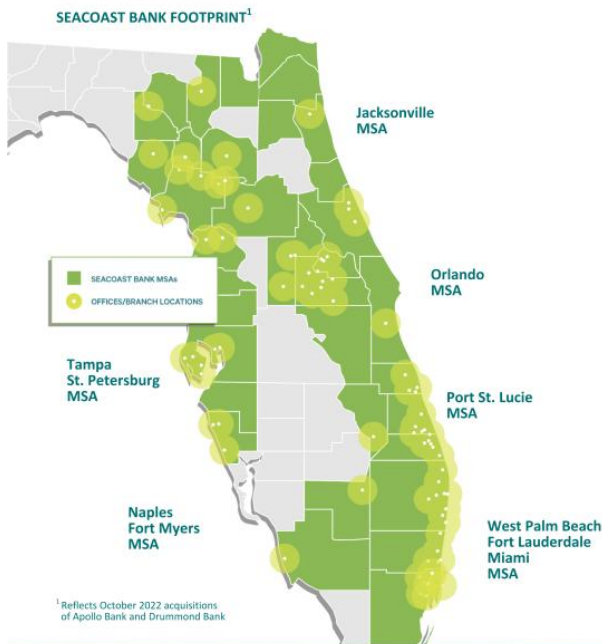 SEACOAST BANK FOOTPRINT1
Jacksonville
MSA
Orlando
MSA
SEACOAST BANK MSAs
OFFICES/BRANCH LOCATIONS
Tampa
St. Petersburg
MSA
Port St. Lucie
MSA
Naples
Fort Myers
MSA
West Palm Beach
Fort Lauderdale
Miami
MSA
1 Reflects October 2022 acquisitions
of Apollo Bank and Drummond Bank